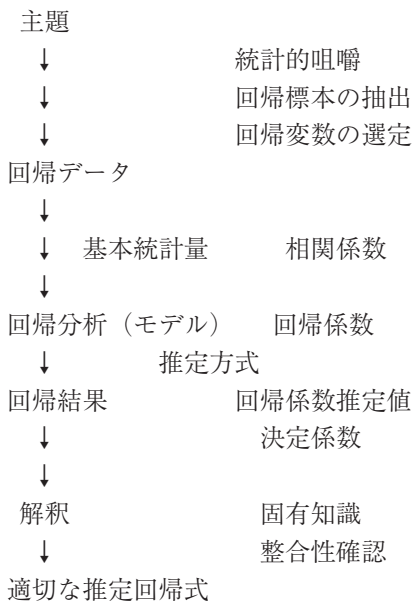 主題
↓ 統計的咀嚼
↓ 回帰標本の抽出
↓ 回帰変数の選定
回帰データ
↓
↓ 基本統計量 相関係数
↓
回帰分析（モデル） 回帰係数
↓ 推定方式
回帰結果 回帰係数推定値
↓ 決定係数
↓
解釈 固有知識
↓ 整合性確認
適切な推定回帰式